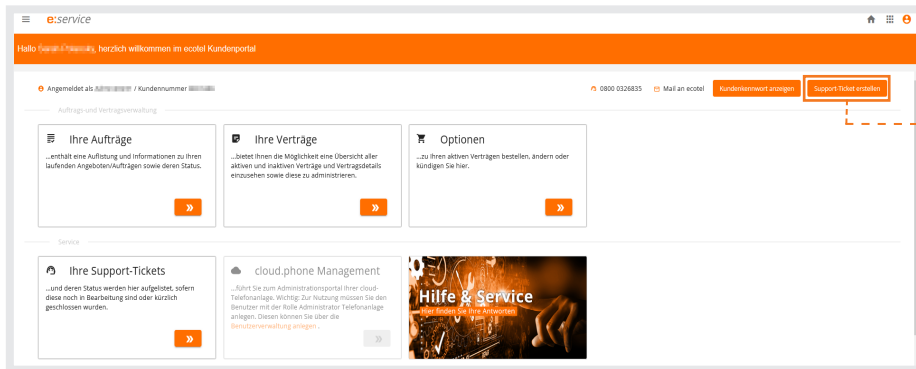 e:service
Hallo herzlich willkommen im ecotel Kundenportal
Angemeldet als / Kundennummer
0800 0326835
Mail an ecotel
Kundenkennwort anzeigen
Support-Ticket erstellen
Auftrags und Vertragsverwaltung
Ihre Aufträge
...enthält eine Auflistung und Informationen zu Ihren
laufenden Angeboten/Aufträgen sowie deren Status.
Ihre Verträge
...bietet Ihnen die Möglichkeit eine Übersicht aller
aktiven und inaktiven Verträge und Vertragsdetails
einzusehen sowie diese zu administrieren.
Optionen
...zu Ihren aktiven Verträgen bestellen, ändern oder
kündigen Sie hier.
Service
Ihre Support-Tickets
...und deren Status werden hier aufgelistet, sofern
diese noch in Bearbeitung sind oder kürzlich
geschlossen wurden.
cloud.phone Management
...führt Sie zum Administrationsportal Ihrer cloud-
Telefonanlage. Wichtig: Zur Nutzung müssen Sie den
Benutzer mit der Rolle Administrator Telefonanlage
anlegen. Diesen können Sie über die
Benutzerverwaltung anlegen .
Hilfe & Service
Hier finden Sie Ihre Antworten